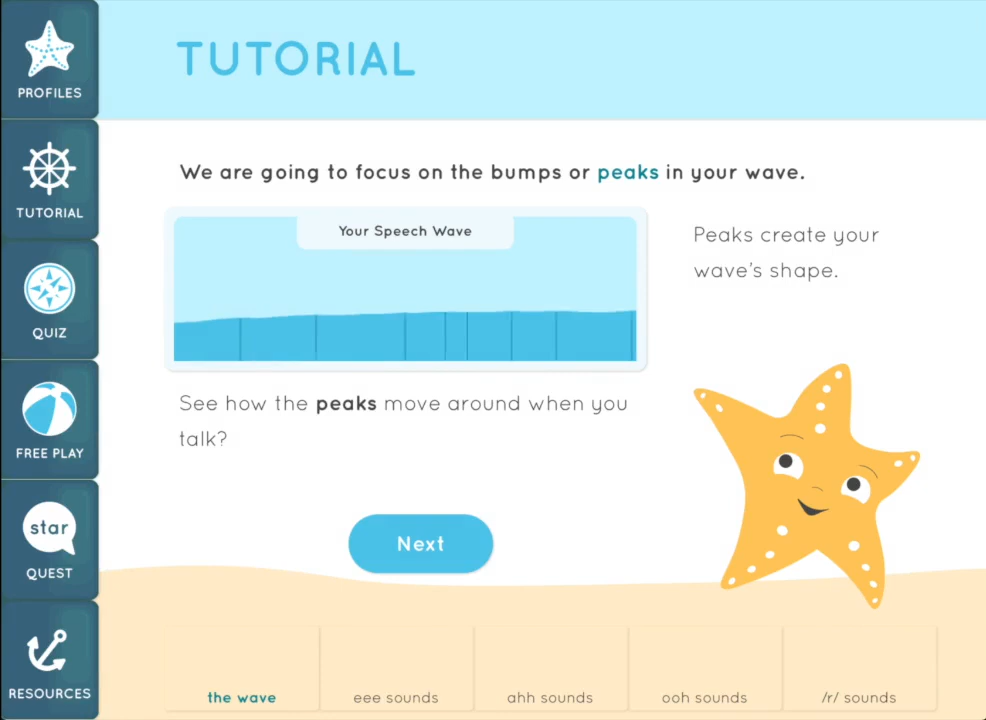 PROFILES
TUTORIAL
QUIZ
FREE PLAY
star
QUEST
RESOURCES
TUTORIAL
We are going to focus on the bumps or peaks in your wave.
Your Speech Wave
Peaks create your
wave's shape.
See how the peaks move around when you
talk?
Next
the wave
eee sounds
ahh sounds
ooh sounds
/r/ sounds